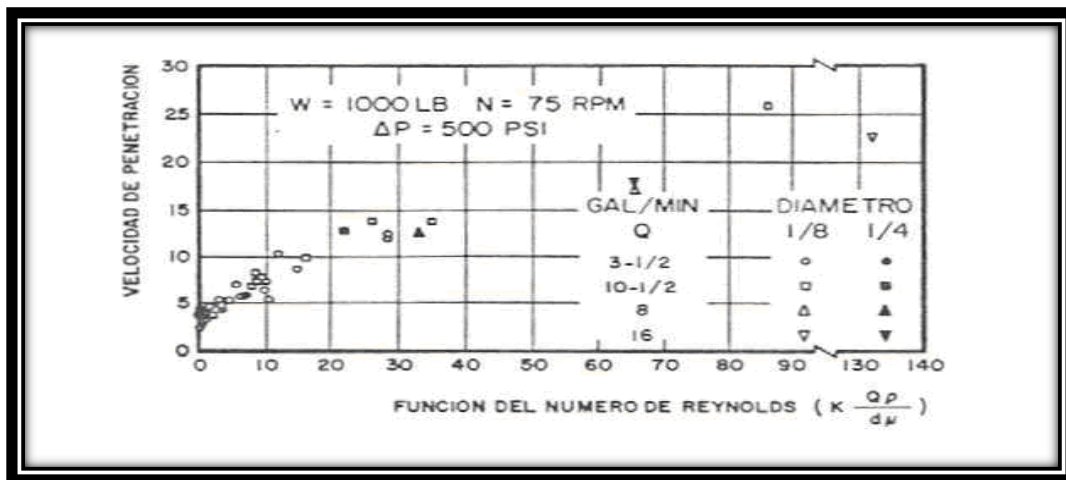 VELOCIDAD DE PENETRACION
30
25
20
15
10
5
0
W = 1000 LB N = 75 RPM
ΔP = 500 PSI
GAL/MIN DIAMETRO
Q 1/8 1/4
3-1/2
10-1/2
8
16
0 10 20 30 40 50 60 70 80 90 130 140
FUNCION DEL NUMERO DE REYNOLDS ( K Qρ/dμ )